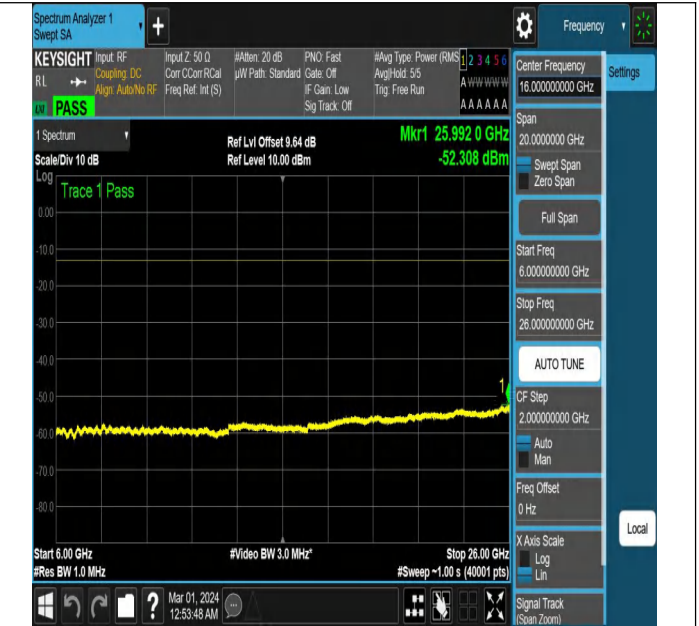 Spectrum Analyzer 1
Swept SA
Frequency
KEYSIGHT
RL
PASS
Input: RF
Coupling: DC
Align: Auto/No RF
Input Z: 50 Ω
Corr CCorr RCal
Freq Ref: Int (S)
#Atten: 20 dB
µW Path: Standard
PNO: Fast
Gate: Off
IF Gain: Low
Sig Track: Off
#Avg Type: Power (RMS
Avg|Hold: 5/5
Trig: Free Run
1 2 3 4 5 6
A W W W W W
A A A A A A
1 Spectrum
Scale/Div 10 dB
Ref Lvl Offset 9.64 dB
Ref Level 10.00 dBm
Mkr1 25.992 0 GHz
-52.308 dBm
Log
Trace 1 Pass
0.00
-10.0
-20.0
-30.0
-40.0
-50.0
-60.0
-70.0
-80.0
1
Start 6.00 GHz
#Res BW 1.0 MHz
#Video BW 3.0 MHz*
Stop 26.00 GHz
#Sweep ~1.00 s (40001 pts)
Mar 01, 2024
12:53:48 AM
Center Frequency
16.000000000 GHz
Settings
Span
20.0000000 GHz
Swept Span
Zero Span
Full Span
Start Freq
6.000000000 GHz
Stop Freq
26.000000000 GHz
AUTO TUNE
CF Step
2.000000000 GHz
Auto
Man
Freq Offset
0 Hz
X Axis Scale
Log
Lin
Local
Signal Track
(Span Zoom)